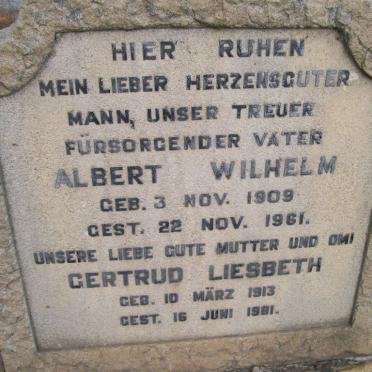 HIER RUHEN
MEIN LIEBER HERZENSGUTER
MANN, UNSER TREUER
FÜRSORGENDER VATER
ALBERT WILHELM
GEB. 3 NOV. 1909
GEST. 22 NOV. 1961.
UNSERE LIEBE GUTE MUTTER UND OMI
GERTRUD LIESBETH
GEB. 10 MÄRZ 1913
GEST. 16 JUNI 1981.